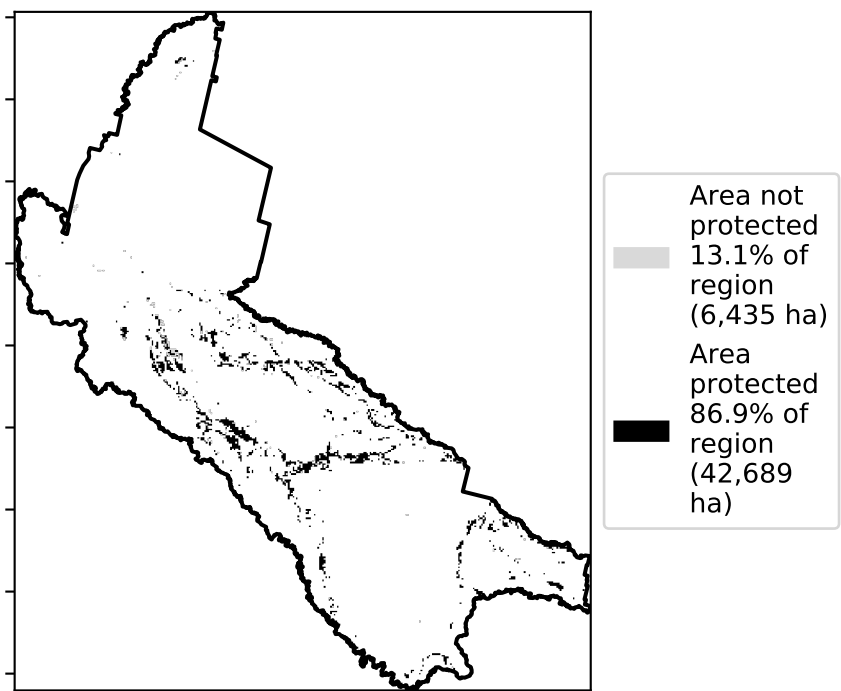 Area not
protected
13.1% of
region
(6,435 ha)
Area
protected
86.9% of
region
(42,689
ha)